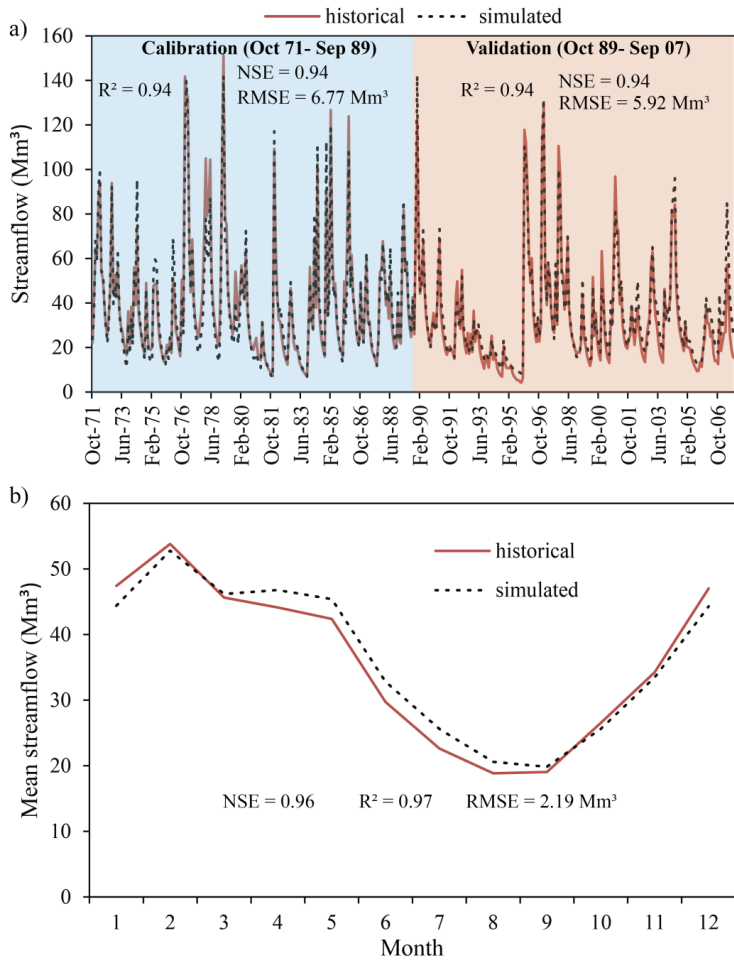 historical
simulated
a)
Calibration (Oct 71- Sep 89)
Validation (Oct 89- Sep 07)
R² = 0.94
NSE = 0.94
RMSE = 6.77 Mm³
R² = 0.94
NSE = 0.94
RMSE = 5.92 Mm³
Streamflow (Mm³)
160
140
120
100
80
60
40
20
0
Oct-71
Jun-73
Feb-75
Oct-76
Jun-78
Feb-80
Oct-81
Jun-83
Feb-85
Oct-86
Jun-88
Feb-90
Oct-91
Jun-93
Feb-95
Oct-96
Jun-98
Feb-00
Oct-01
Jun-03
Feb-05
Oct-06
b)
Mean streamflow (Mm³)
60
50
40
30
20
10
0
historical
simulated
NSE = 0.96
R² = 0.97
RMSE = 2.19 Mm³
1 2 3 4 5 6 7 8 9 10 11 12
Month